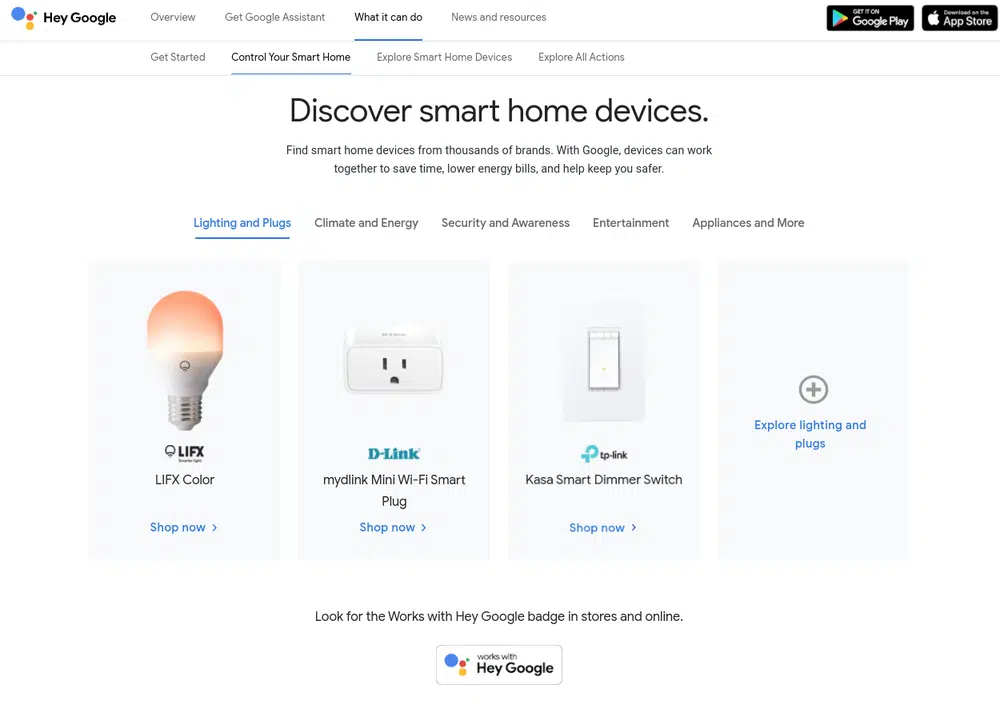 Hey Google
Overview
Get Google Assistant
What it can do
News and resources
GET IT ON
Google Play
Download on the
App Store
Get Started
Control Your Smart Home
Explore Smart Home Devices
Explore All Actions
Discover smart home devices.
Find smart home devices from thousands of brands. With Google, devices can work
together to save time, lower energy bills, and help keep you safer.
Lighting and Plugs
Climate and Energy
Security and Awareness
Entertainment
Appliances and More
LIFX
LIFX Color
Shop now
D-Link
mydlink Mini Wi-Fi Smart
Plug
Shop now
tp-link
Kasa Smart Dimmer Switch
Shop now
Explore lighting and
plugs
Look for the Works with Hey Google badge in stores and online.
works with
Hey Google